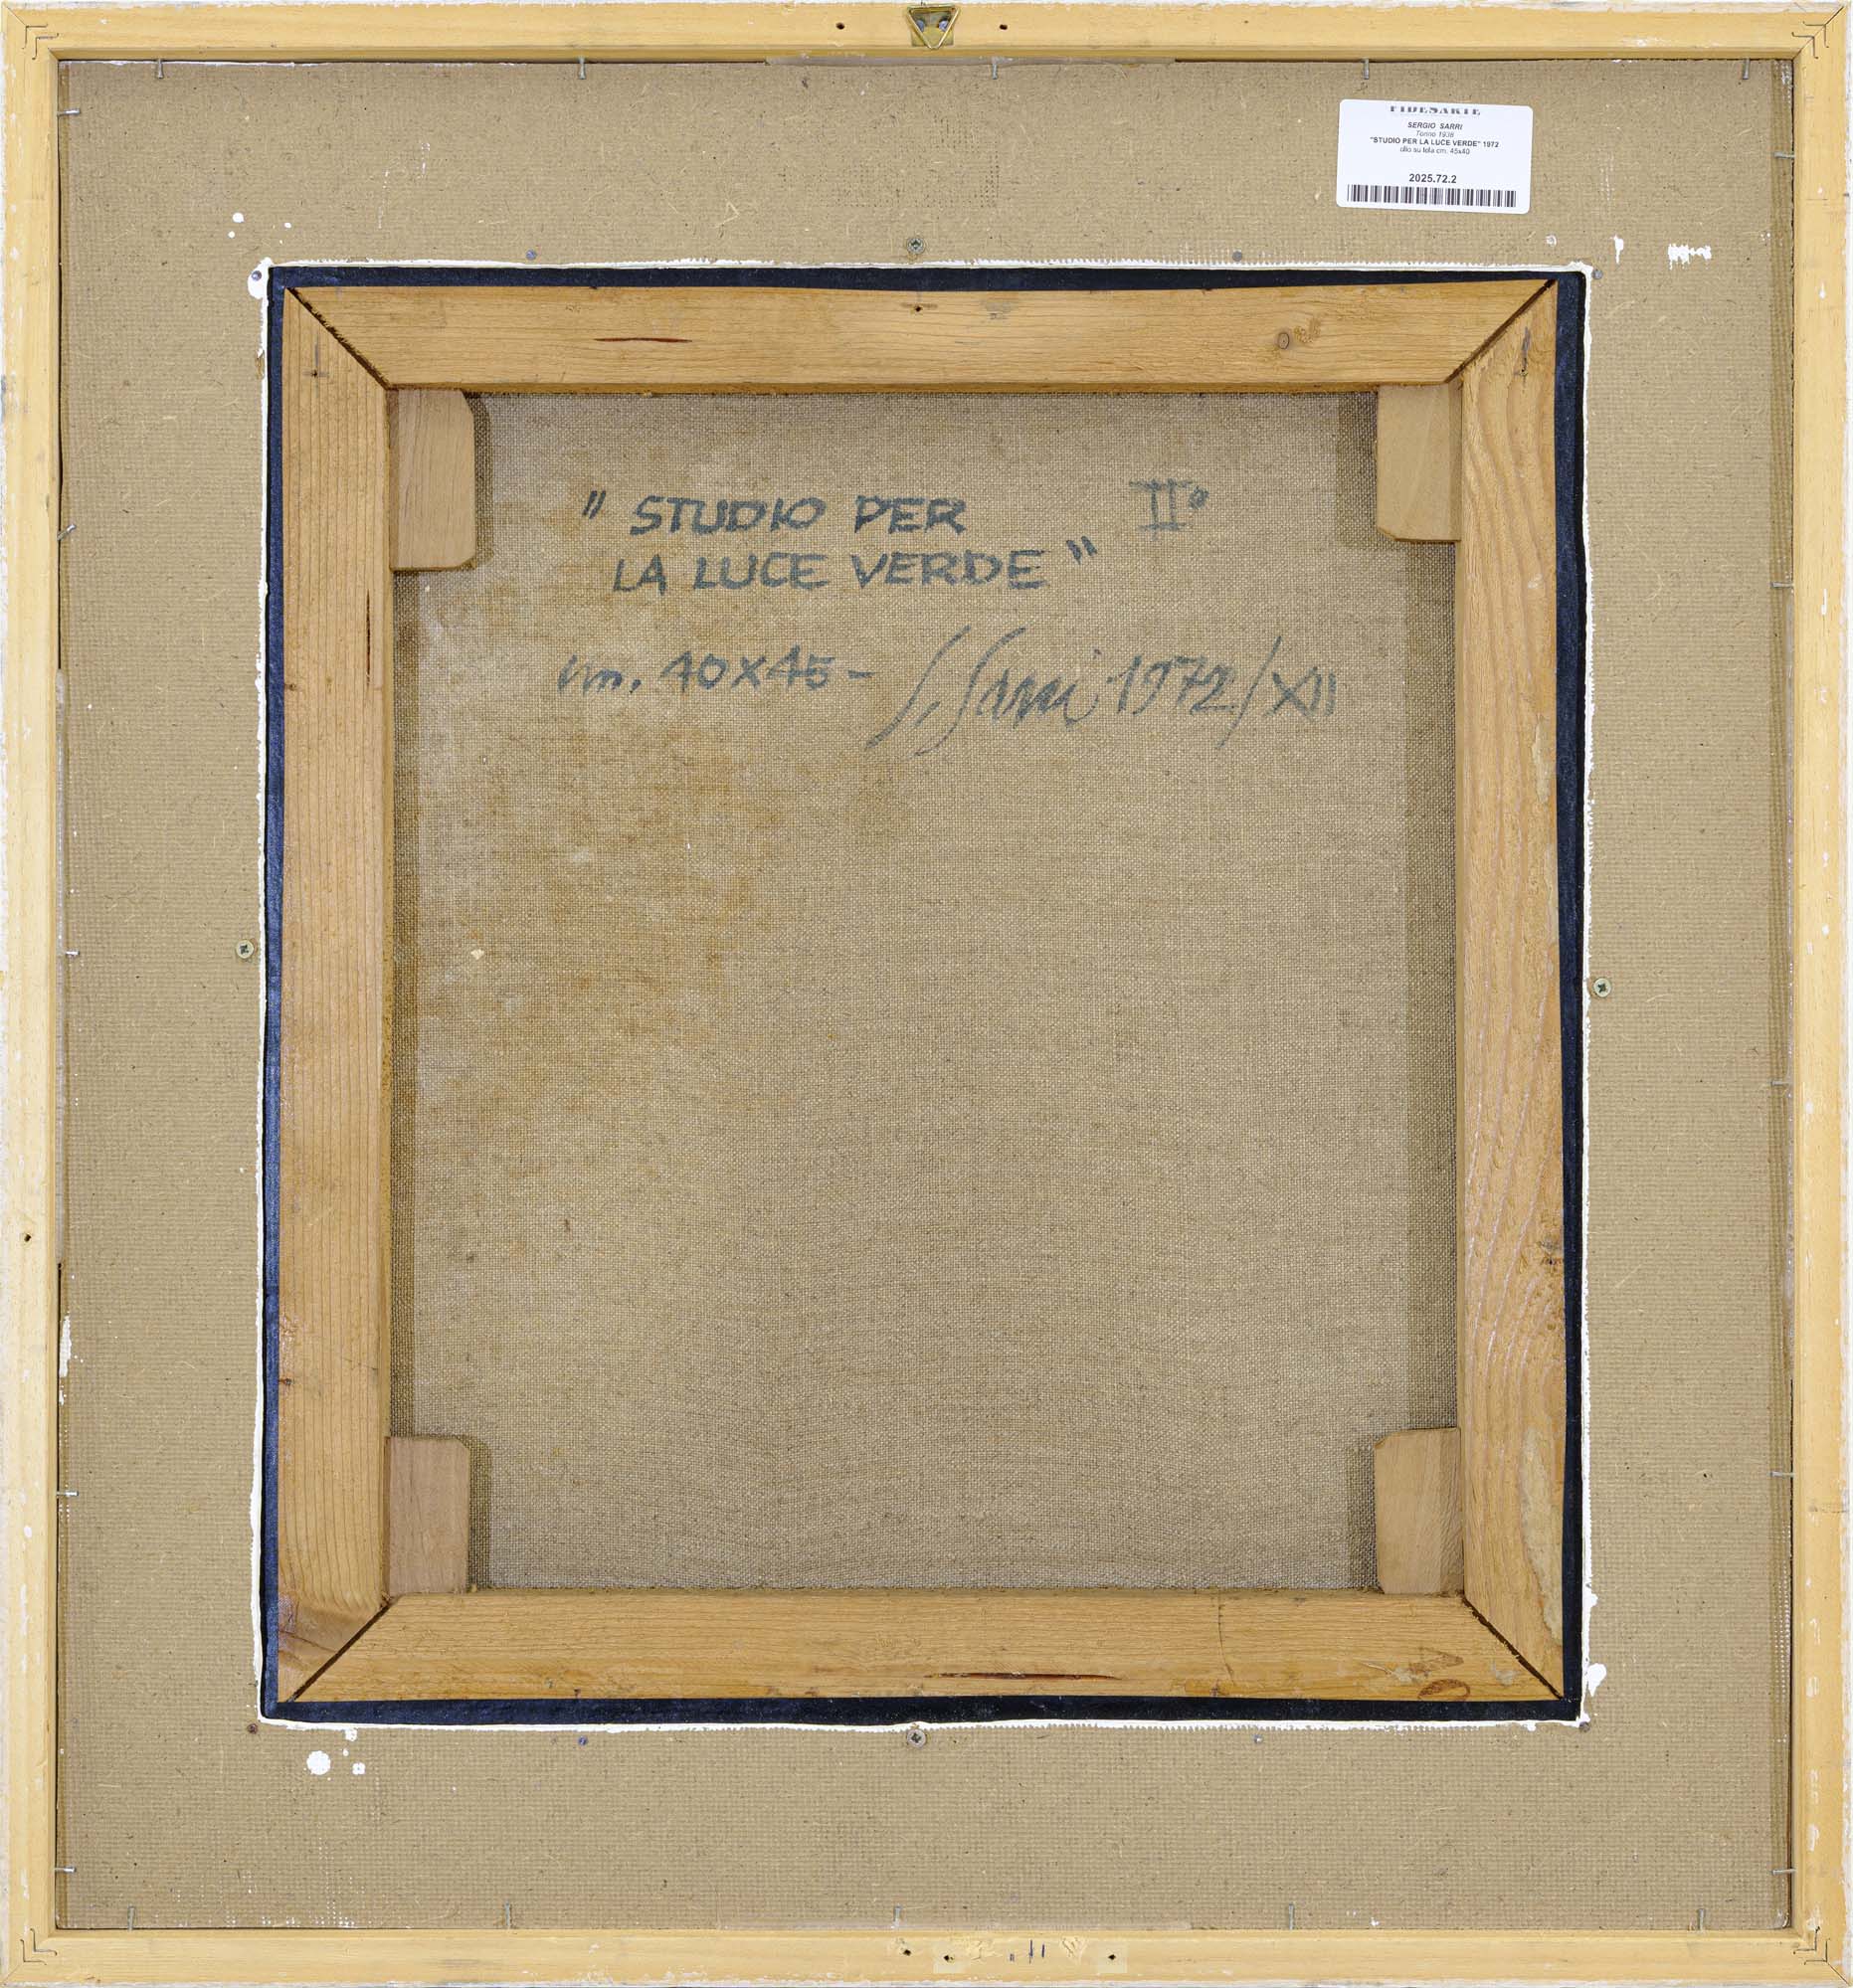 FIDESARTE
SERGIO SARRI
Torino 1938
"STUDIO PER LA LUCE VERDE" 1972
olio su tela cm. 45x40
2025.72.2
" STUDIO PER II°
LA LUCE VERDE "
cm. 40x45 - S. Sarri 1972/XII